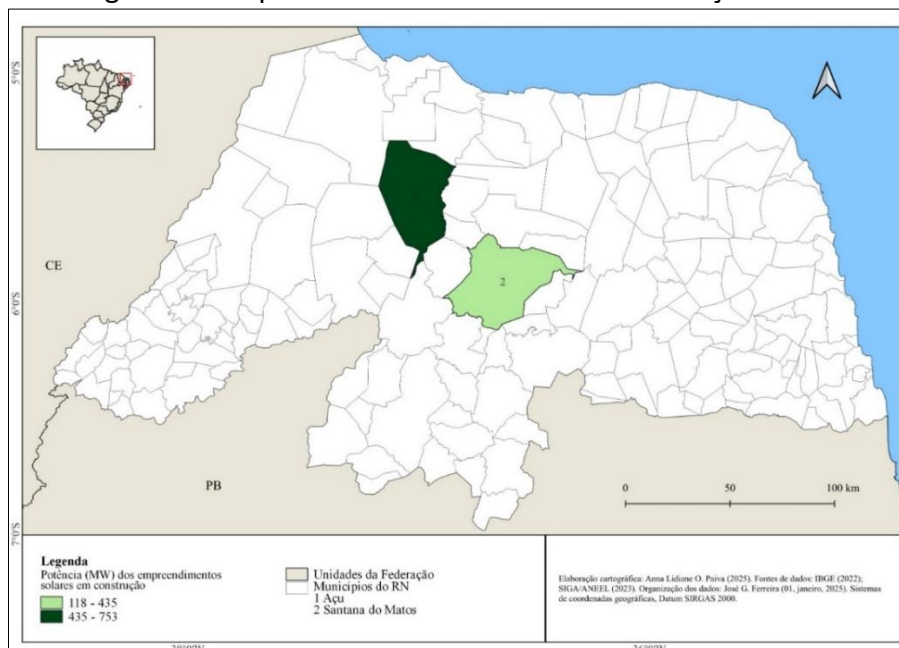 5°0'S
6°0'S
7°0'S
CE
PB
2
0 50 100 km
Legenda
Potência (MW) dos empreendimentos
solares em construção
118 - 435
435 - 753
Unidades da Federação
Municípios do RN
1 Açu
2 Santana do Matos
Elaboração cartográfica: Anna Lidiane O. Paiva (2025). Fontes de dados: IBGE (2022);
SIGA/ANEEL (2023). Organização dos dados: José G. Ferreira (01, janeiro, 2025). Sistemas
de coordenadas geográficas, Datum SIRGAS 2000.